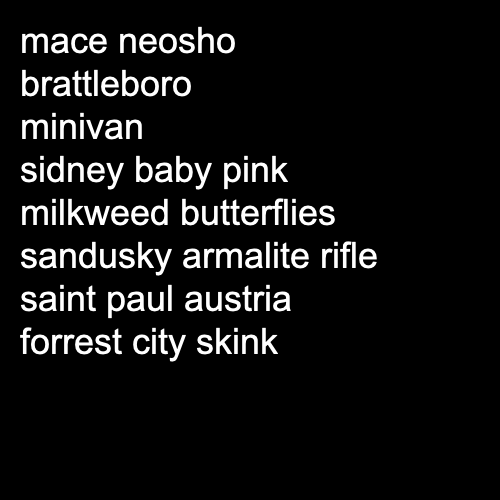 mace neosho
brattleboro
minivan
sidney baby pink
milkweed butterflies
sandusky armalite rifle
saint paul austria
forrest city skink